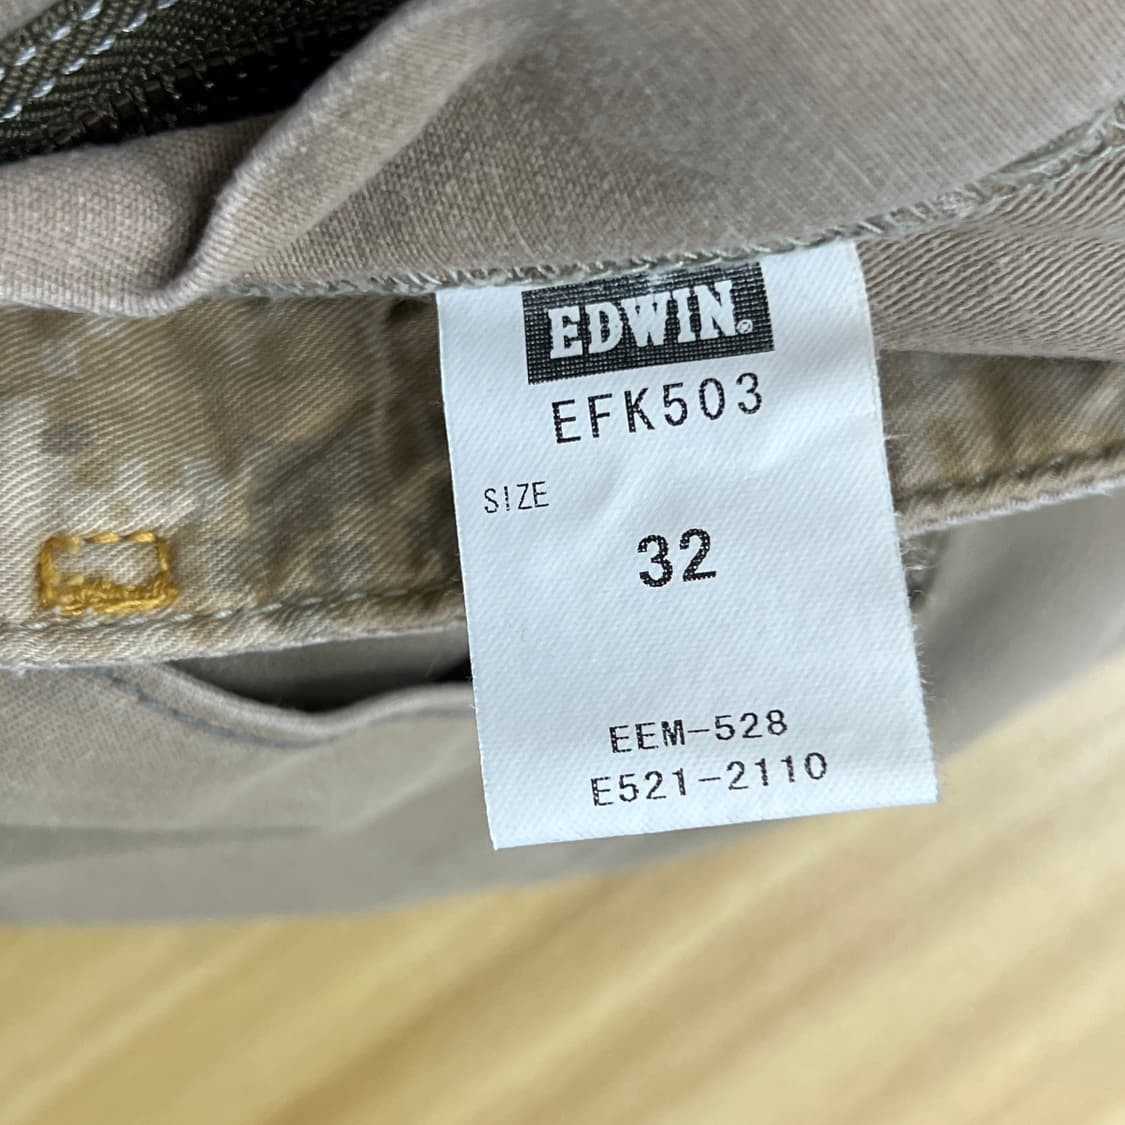 EDWIN®
EFK503
SIZE
32
EEM-528
E521-2110